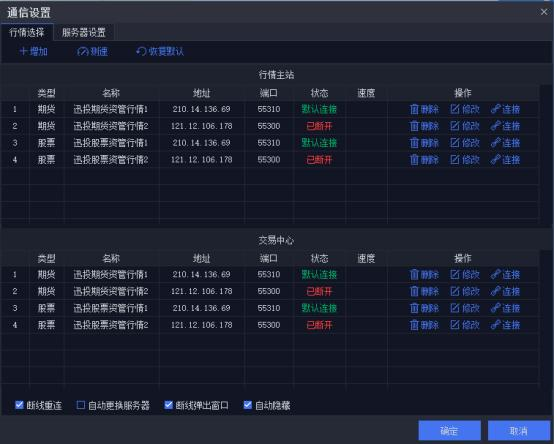 通信设置
行情选择 服务器设置
增加 测速 恢复默认
行情主站
类型 名称 地址 端口 状态 速度 操作
1 期货 迅投期货资管行情1 210.14.136.69 55310 默认连接 删除 修改 连接
2 期货 迅投期货资管行情2 121.12.106.178 55300 已断开 删除 修改 连接
3 股票 迅投股票资管行情1 210.14.136.69 55310 默认连接 删除 修改 连接
4 股票 迅投股票资管行情2 121.12.106.178 55300 已断开 删除 修改 连接
交易中心
类型 名称 地址 端口 状态 速度 操作
1 期货 迅投期货资管行情1 210.14.136.69 55310 默认连接 删除 修改 连接
2 期货 迅投期货资管行情2 121.12.106.178 55300 已断开 删除 修改 连接
3 股票 迅投股票资管行情1 210.14.136.69 55310 默认连接 删除 修改 连接
4 股票 迅投股票资管行情2 121.12.106.178 55300 已断开 删除 修改 连接
断线重连 自动更换服务器 断线弹出窗口 自动隐藏
确定 取消